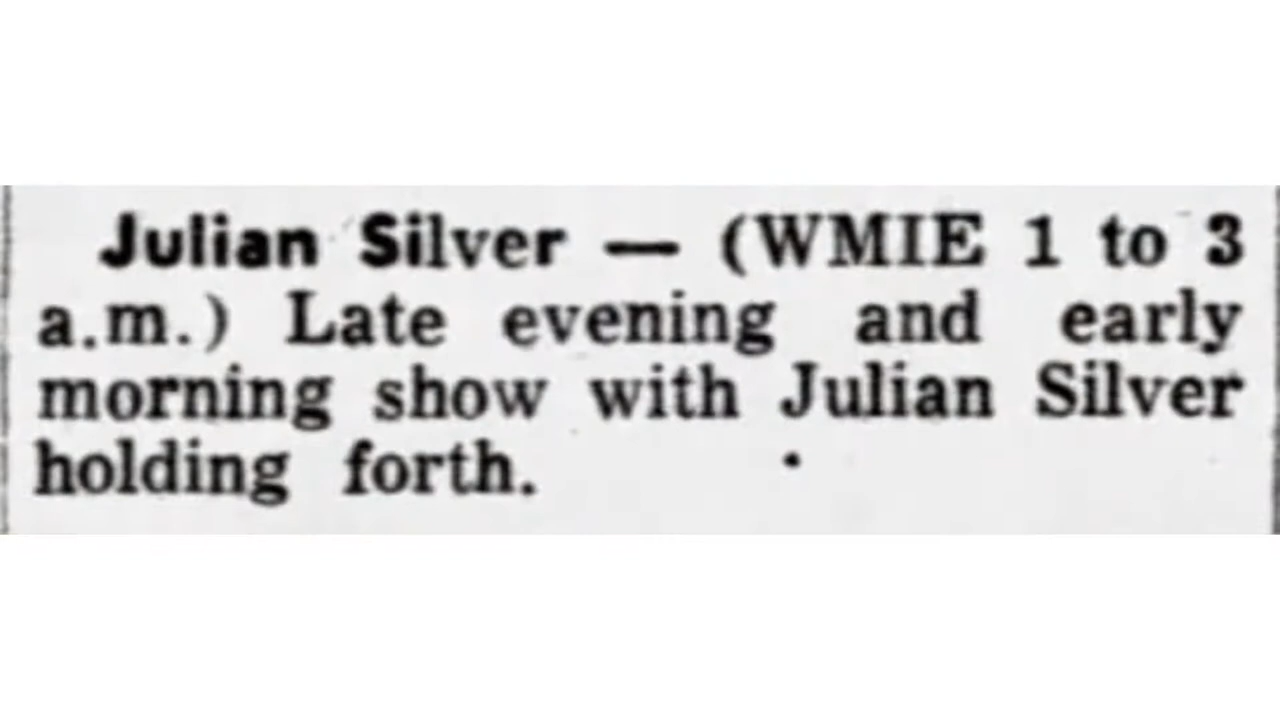 Julian Silver — (WMIE 1 to 3
a.m.) Late evening and early
morning show with Julian Silver
holding forth.